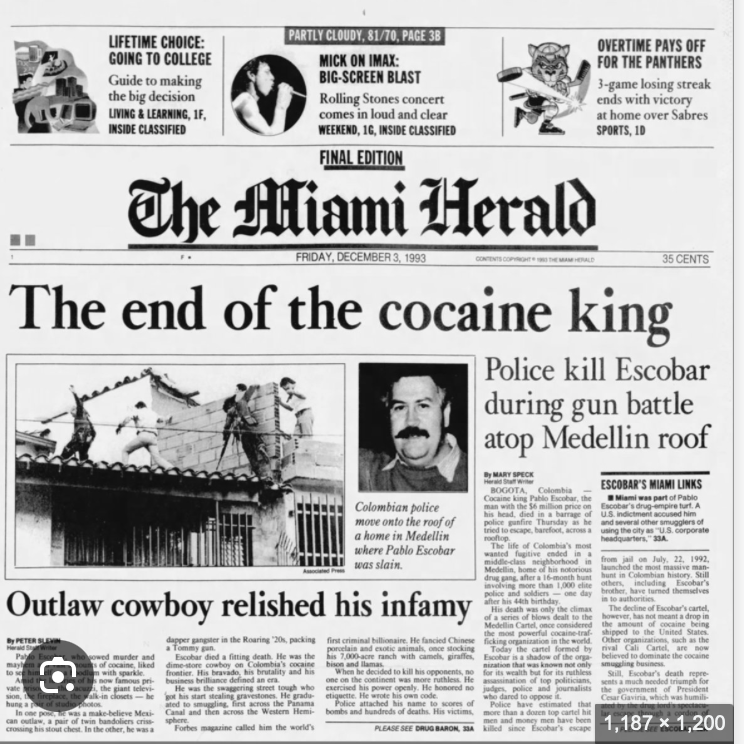 PARTLY CLOUDY, 81/70, PAGE 3B
LIFETIME CHOICE:
GOING TO COLLEGE
Guide to making
the big decision
LIVING & LEARNING, 1F,
INSIDE CLASSIFIED
MICK ON IMAX:
BIG-SCREEN BLAST
Rolling Stones concert
comes in loud and clear
WEEKEND, 1G, INSIDE CLASSIFIED
OVERTIME PAYS OFF
FOR THE PANTHERS
3-game losing streak
ends with victory
at home over Sabres
SPORTS, 1D
FINAL EDITION
The Miami Herald
FRIDAY, DECEMBER 3, 1993
CONTENTS COPYRIGHT © 1993 THE MIAMI HERALD
35 CENTS
The end of the cocaine king
Associated Press
Colombian police
move onto the roof of
a home in Medellin
where Pablo Escobar
was slain.
Police kill Escobar
during gun battle
atop Medellin roof
By MARY SPECK
Herald Staff Writer
BOGOTA, Colombia —
Cocaine king Pablo Escobar, the
man with the $6 million price on
his head, died in a barrage of
police gunfire Thursday as he
tried to escape, barefoot, across a
rooftop.
The life of Colombia's most
wanted fugitive ended in a
middle-class neighborhood in
Medellin, home of his notorious
drug gang, after a 16-month hunt
involving more than 1,000 elite
police and soldiers — one day
after his 44th birthday.
His death was only the climax
of a series of blows dealt to the
Medellin Cartel, once considered
the most powerful cocaine-traf-
ficking organization in the world.
Today the cartel formed by
Escobar is a shadow of the orga-
nization that was known not only
for its wealth but for its ruthless
assassination of top politicians,
judges, police and journalists
who dared to oppose it.
Police have estimated that
more than a dozen top cartel hit
men and money men have been
killed since Escobar's escape
ESCOBAR'S MIAMI LINKS
■ Miami was part of Pablo
Escobar's drug-empire turf. A
U.S. indictment accused him
and several other smugglers of
using the city as "U.S. corporate
headquarters," 33A.
from jail on July, 22, 1992,
launched the most massive man-
hunt in Colombian history. Still
others, including Escobar's
brother, have turned themselves
in to authorities.
The decline of Escobar's cartel,
however, has not meant a drop in
the amount of cocaine being
shipped to the United States.
Other organizations, such as the
rival Cali Cartel, are now
believed to dominate the cocaine
smuggling business.
Still, Escobar's death repre-
sents a much needed triumph for
the government of President
Cesar Gaviria, which was humili-
Outlaw cowboy relished his infamy
By PETER SLEVIN
Herald Staff Writer
Pablo who sowed murder and
of cocaine, liked
to with sparkle.
his now famous pri-
the giant televi-
sion, the walk-in closets — he
hung a photos.
In one pose, he was a make-believe Mexi-
can outlaw, a pair of twin bandoliers criss-
crossing his stout chest. In the other, he was a
dapper gangster in the Roaring '20s, packing
a Tommy gun.
Escobar died a fitting death. He was the
dime-store cowboy on Colombia's cocaine
frontier. His bravado, his brutality and his
business brilliance defined an era.
He was the swaggering street tough who
got his start stealing gravestones. He gradu-
ated to smuggling, first across the Panama
Canal and then across the Western Hemi-
sphere.
Forbes magazine called him the world's
first criminal billionaire. He fancied Chinese
porcelain and exotic animals, once stocking
his 7,000-acre ranch with camels, giraffes,
bison and llamas.
When he decided to kill his opponents, no
one on the continent was more ruthless. He
exercised his power openly. He honored no
etiquette. He wrote his own code.
Police attached his name to scores of
bombs and hundreds of deaths. His victims,
PLEASE SEE DRUG BARON, 33A
1,187 × 1,200